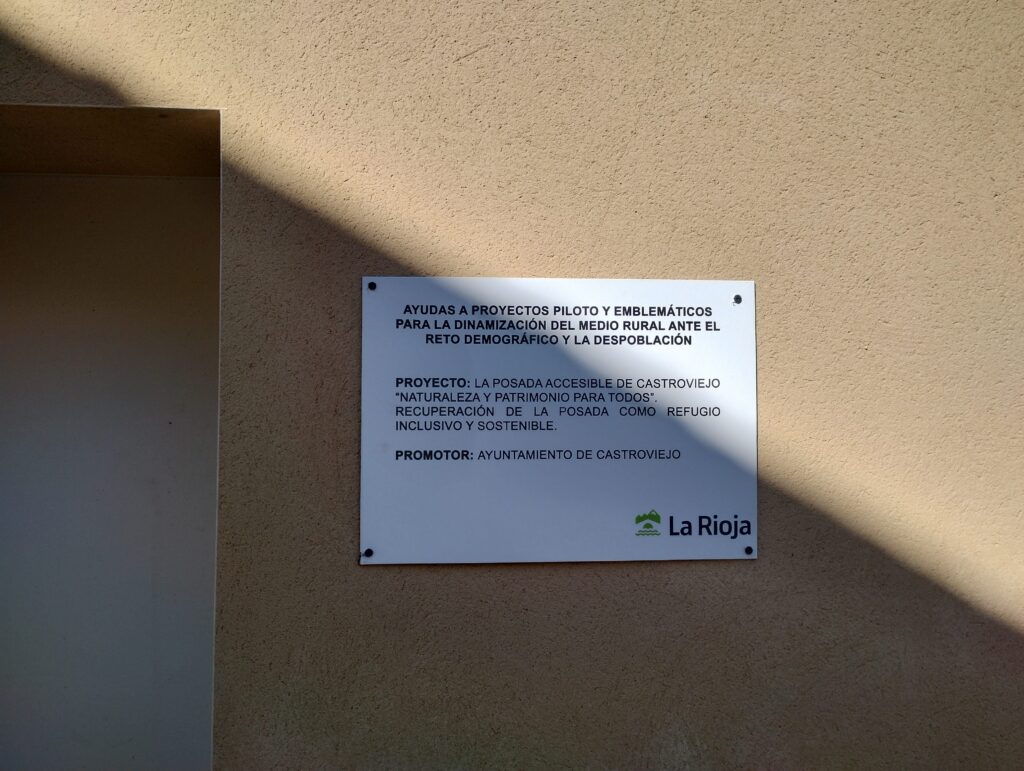 AYUDAS A PROYECTOS PILOTO Y EMBLEMÁTICOS
PARA LA DINAMIZACIÓN DEL MEDIO RURAL ANTE EL
RETO DEMOGRÁFICO Y LA DESPOBLACIÓN
PROYECTO: LA POSADA ACCESIBLE DE CASTROVIEJO
"NATURALEZA Y PATRIMONIO PARA TODOS".
RECUPERACIÓN DE LA POSADA COMO REFUGIO
INCLUSIVO Y SOSTENIBLE.
PROMOTOR: AYUNTAMIENTO DE CASTROVIEJO
La Rioja